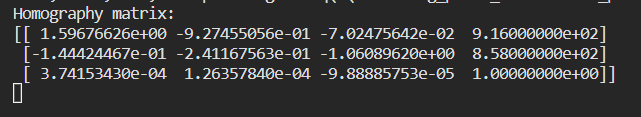 Homography matrix:
[[ 1.59676626e+00 -9.27455056e-01 -7.02475642e-02  9.16000000e+02]
[-1.44424467e-01 -2.41167563e-01 -1.06089620e+00  8.58000000e+02]
[ 3.74153430e-04  1.26357840e-04 -9.88885753e-05  1.00000000e+00]]